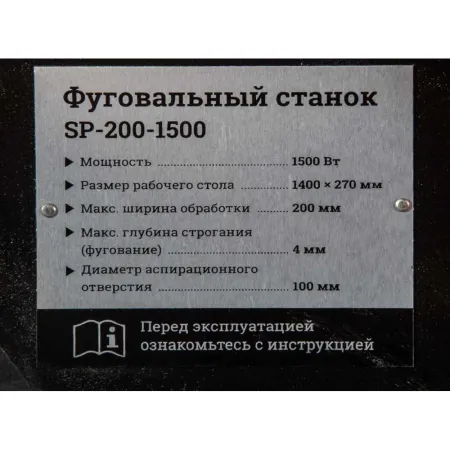 Фуговальный станок
SP-200-1500
▶ Мощность ........................ 1500 Вт
▶ Размер рабочего стола .......... 1400 × 270 мм
▶ Макс. ширина обработки .......... 200 мм
▶ Макс. глубина строгания
(фугование) ........................ 4 мм
▶ Диаметр аспирационного
отверстия ........................ 100 мм
Перед эксплуатацией
ознакомьтесь с инструкцией